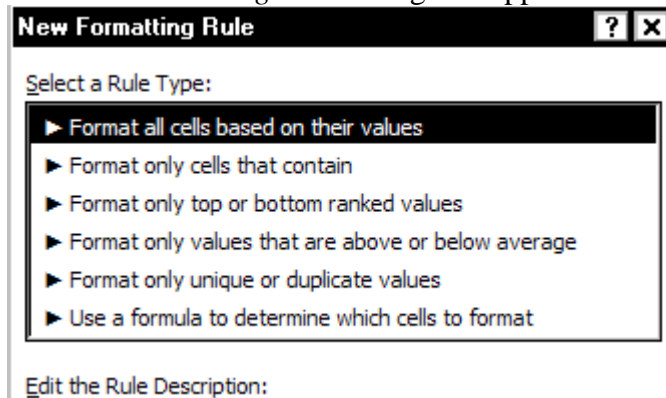 New Formatting Rule ? X
Select a Rule Type:
► Format all cells based on their values
► Format only cells that contain
► Format only top or bottom ranked values
► Format only values that are above or below average
► Format only unique or duplicate values
► Use a formula to determine which cells to format
Edit the Rule Description: